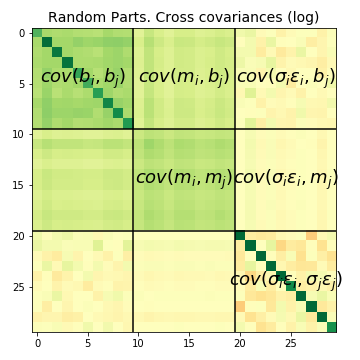 Random Parts. Cross covariances (log)
0
cov(b_i, b_j) cov(m_i, b_j) cov(σ_iε_i, b_j)
5
10
cov(m_i, m_j) cov(σ_iε_i, m_j)
15
20
cov(σ_iε_i, σ_jε_j)
25
0 5 10 15 20 25